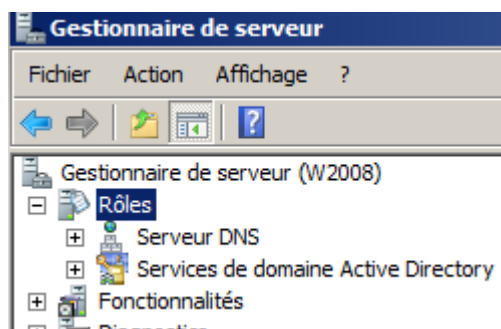 Gestionnaire de serveur
Fichier Action Affichage ?
Gestionnaire de serveur (W2008)
Rôles
Serveur DNS
Services de domaine Active Directory
Fonctionnalités